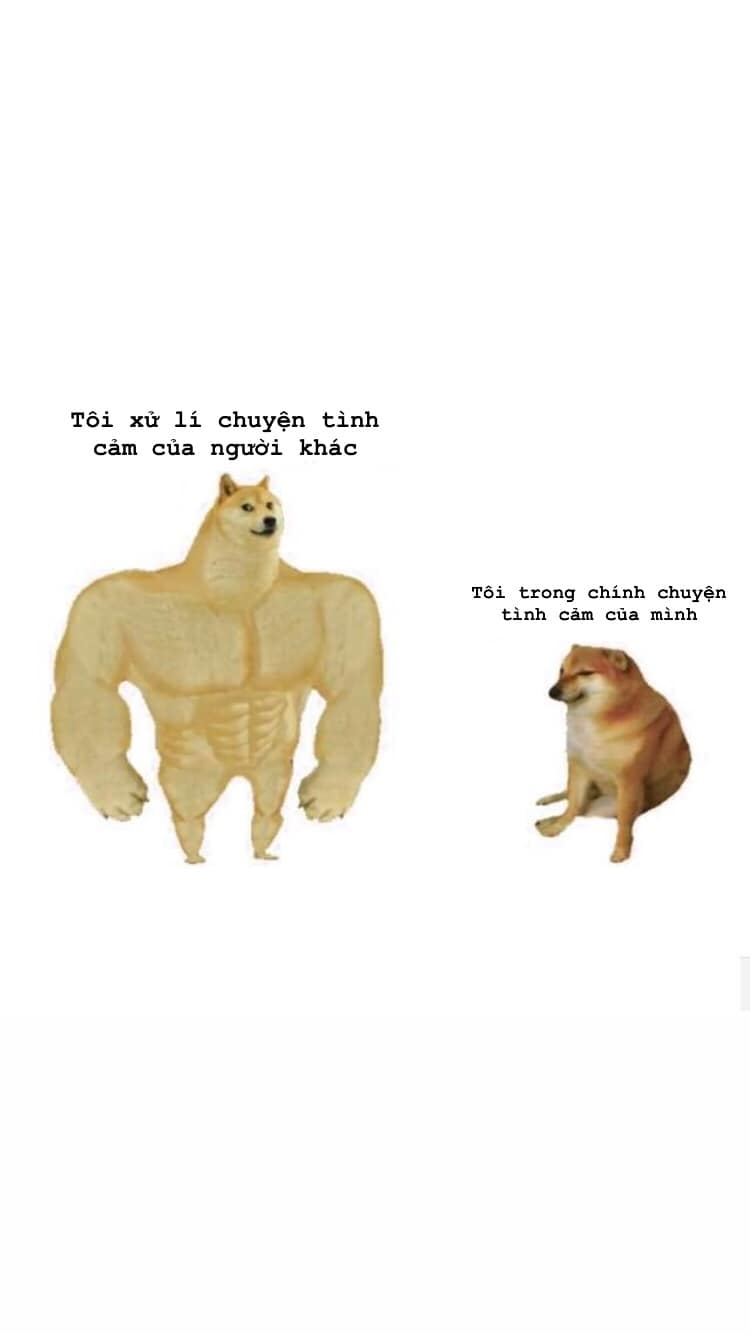 Tôi xử lí chuyện tình
cảm của người khác
Tôi trong chính chuyện
tình cảm của mình